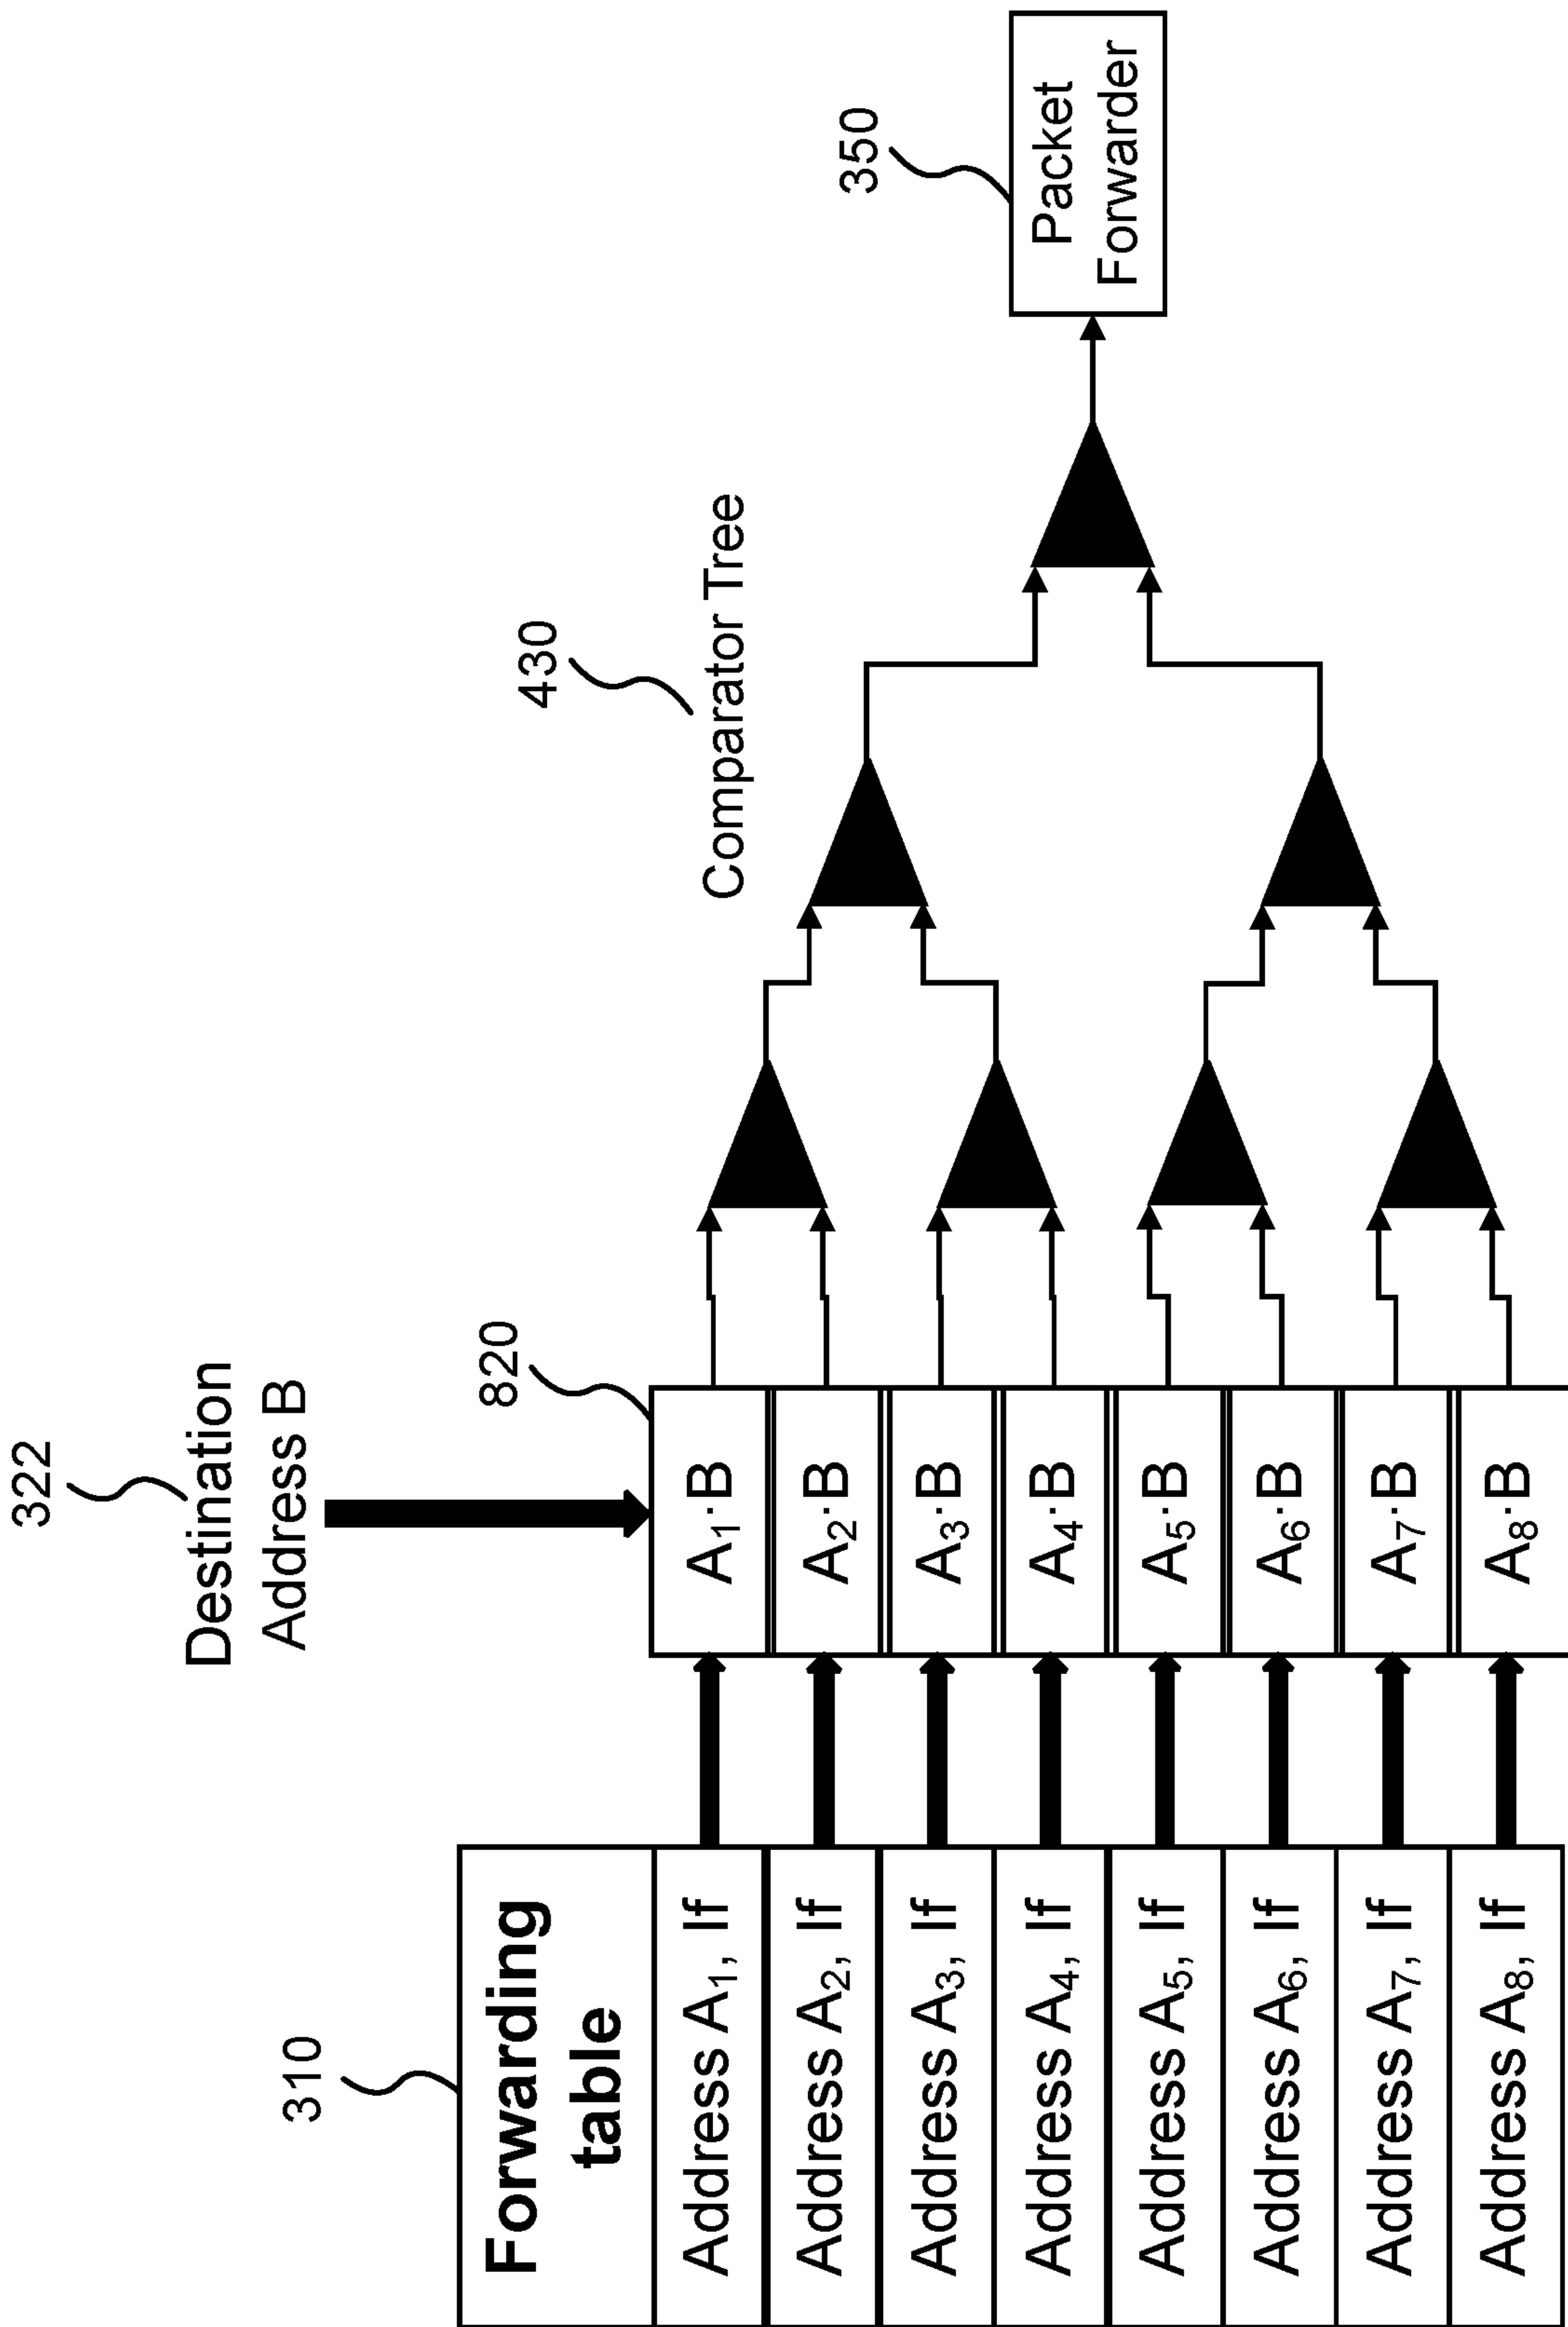 322
Destination
Address B
310
Forwarding
table
Address A₁, If
Address A₂, If
Address A₃, If
Address A₄, If
Address A₅, If
Address A₆, If
Address A₇, If
Address A₈, If
820
A₁·B
A₂·B
A₃·B
A₄·B
A₅·B
A₆·B
A₇·B
A₈·B
430
Comparator Tree
350
Packet
Forwarder